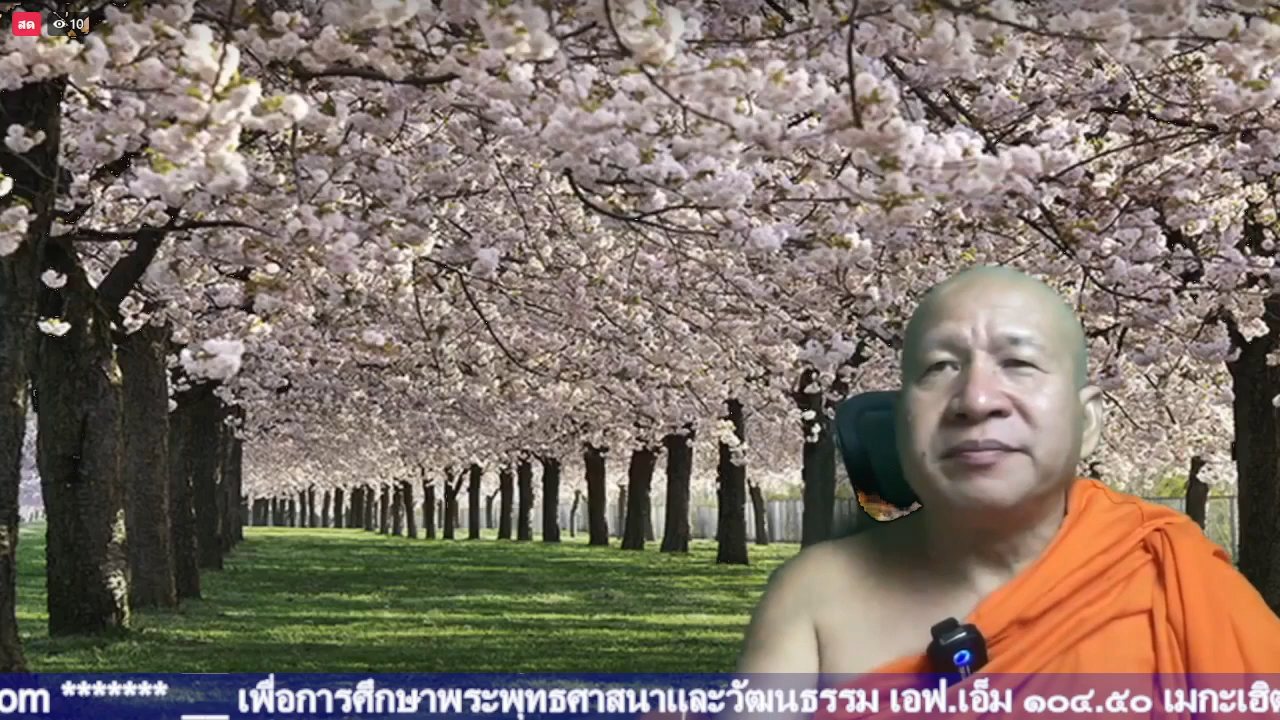 สด 10
om ******* __ เพื่อการศึกษาพระพุทธศาสนาและวัฒนธรรม เอฟ.เอ็ม ๑๐๔.๕๐ เมกะเฮิต